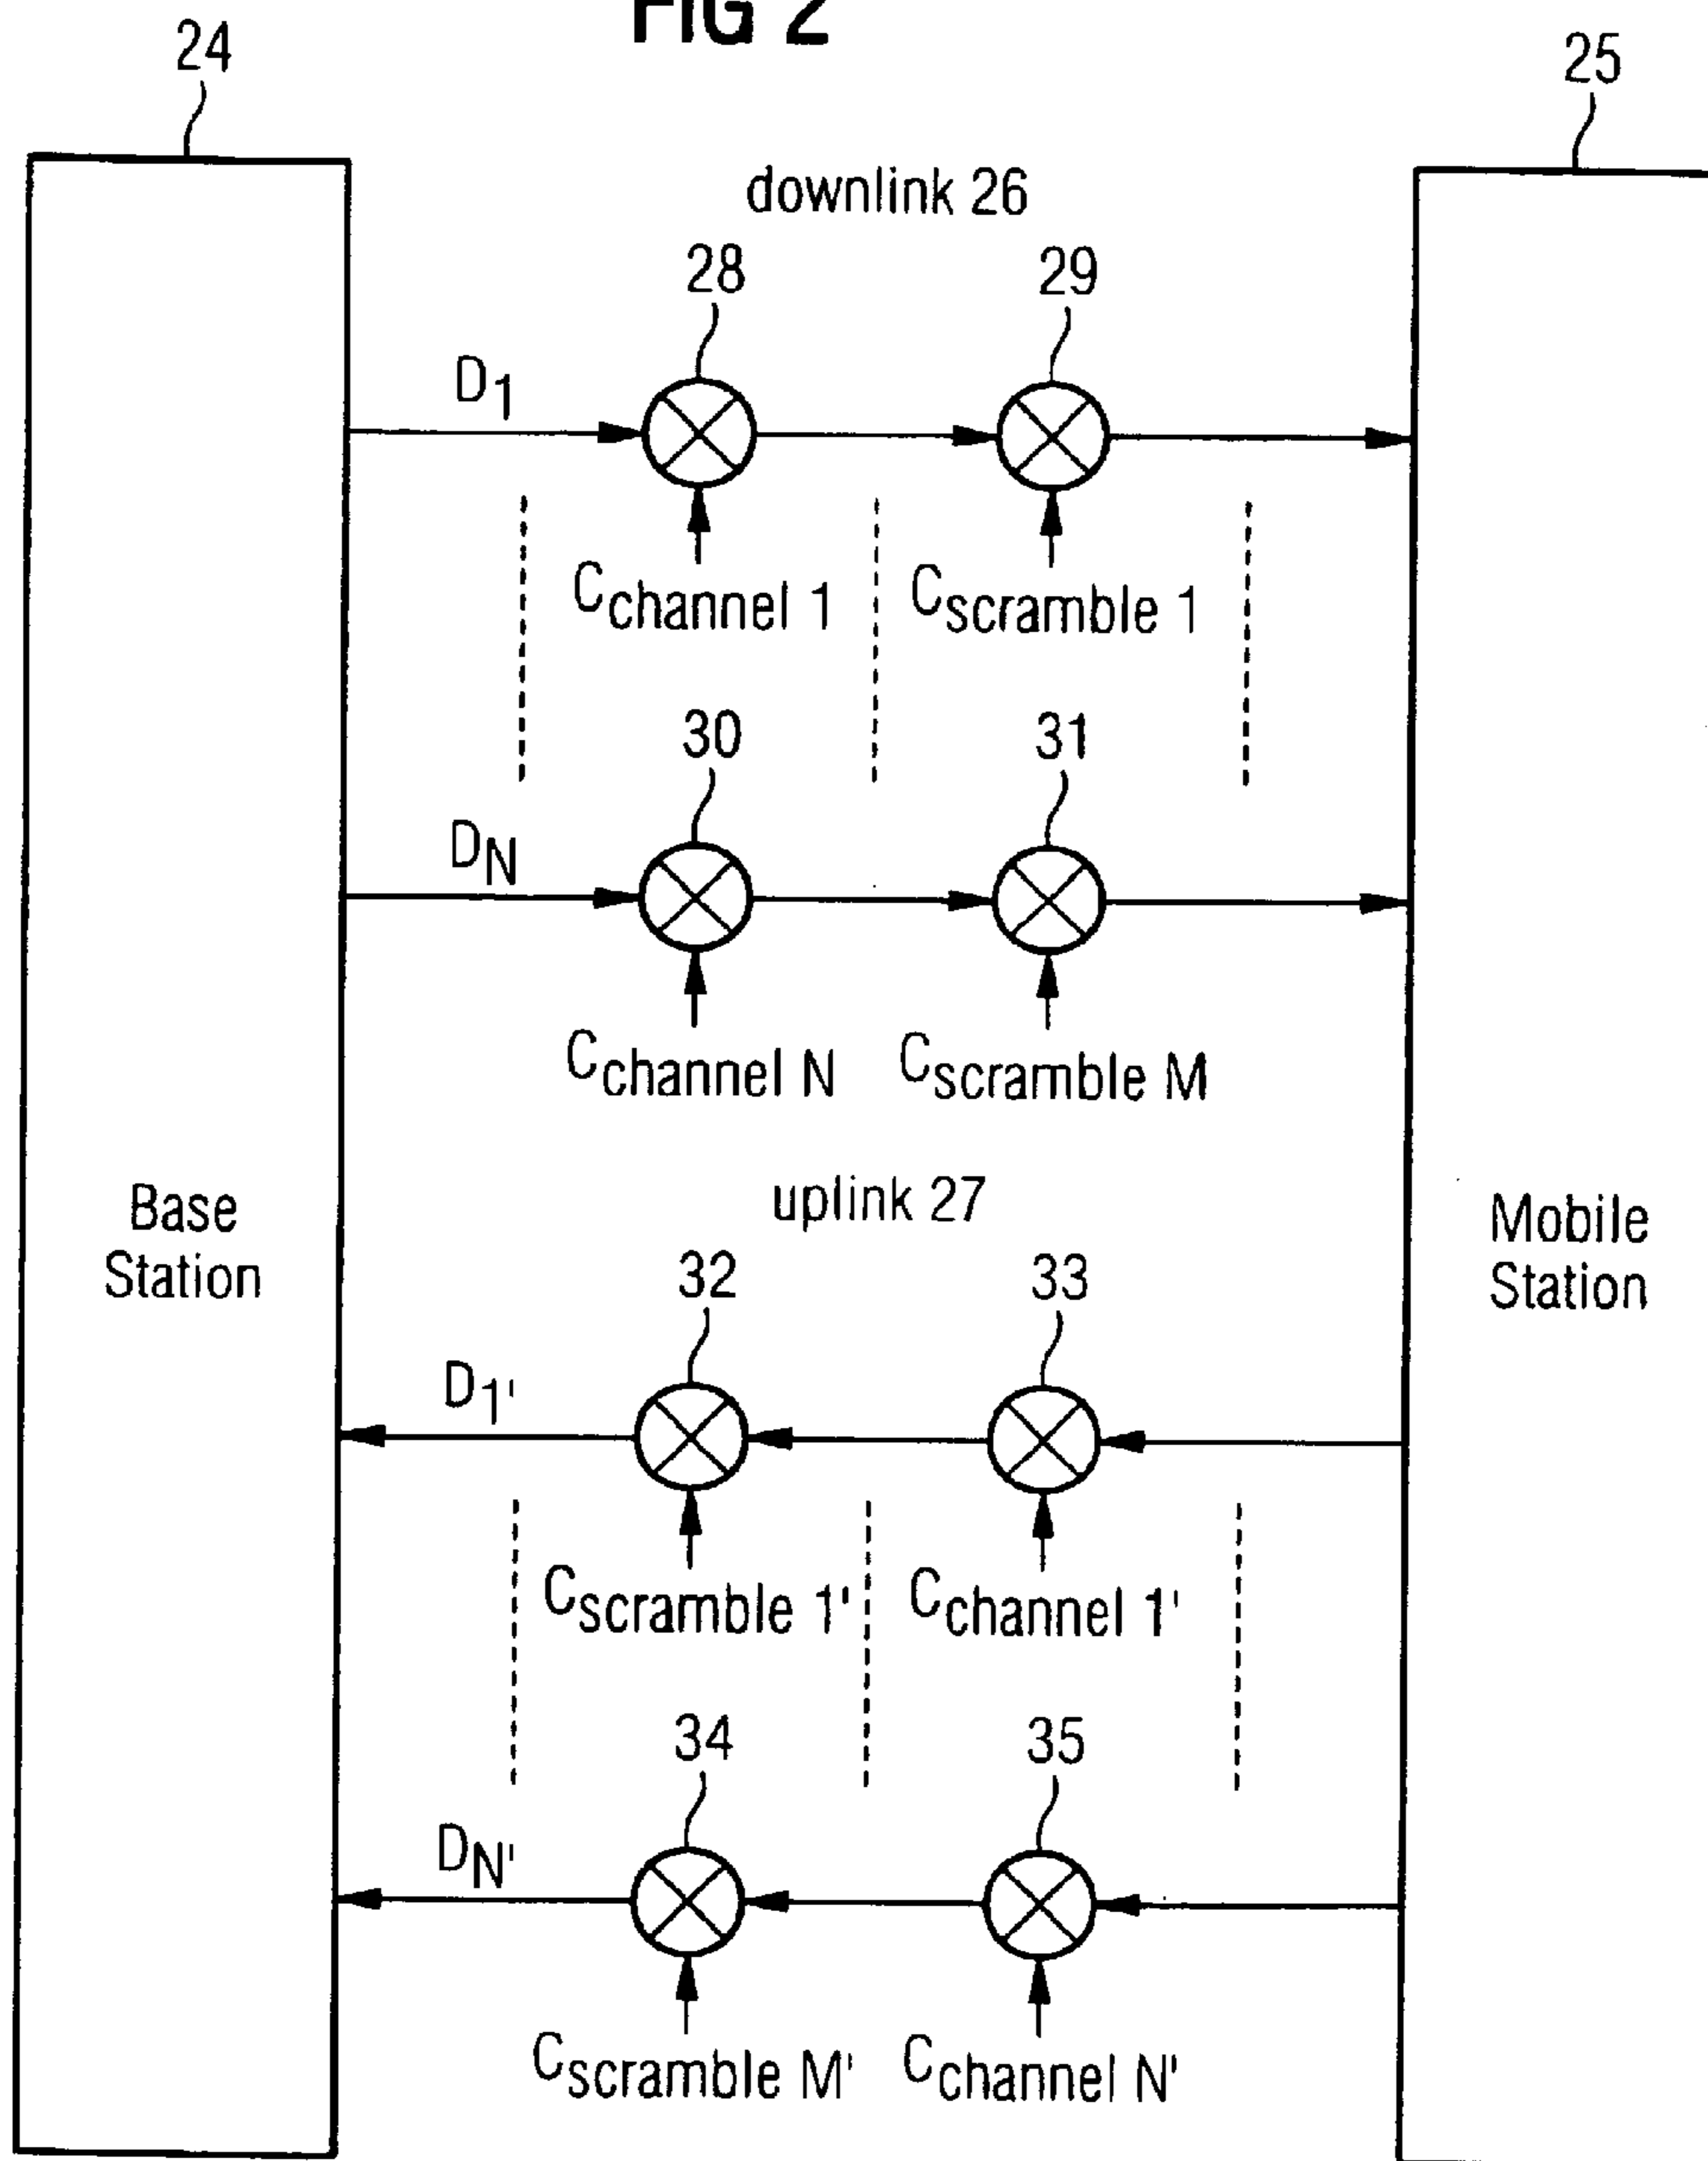 FIG 2
24
25
downlink 26
28
29
D1
Cchannel 1
Cscramble 1
30
31
DN
Cchannel N
Cscramble M
uplink 27
Base
Station
Mobile
Station
32
33
D1'
Cscramble 1'
Cchannel 1'
34
35
DN'
Cscramble M'
Cchannel N'